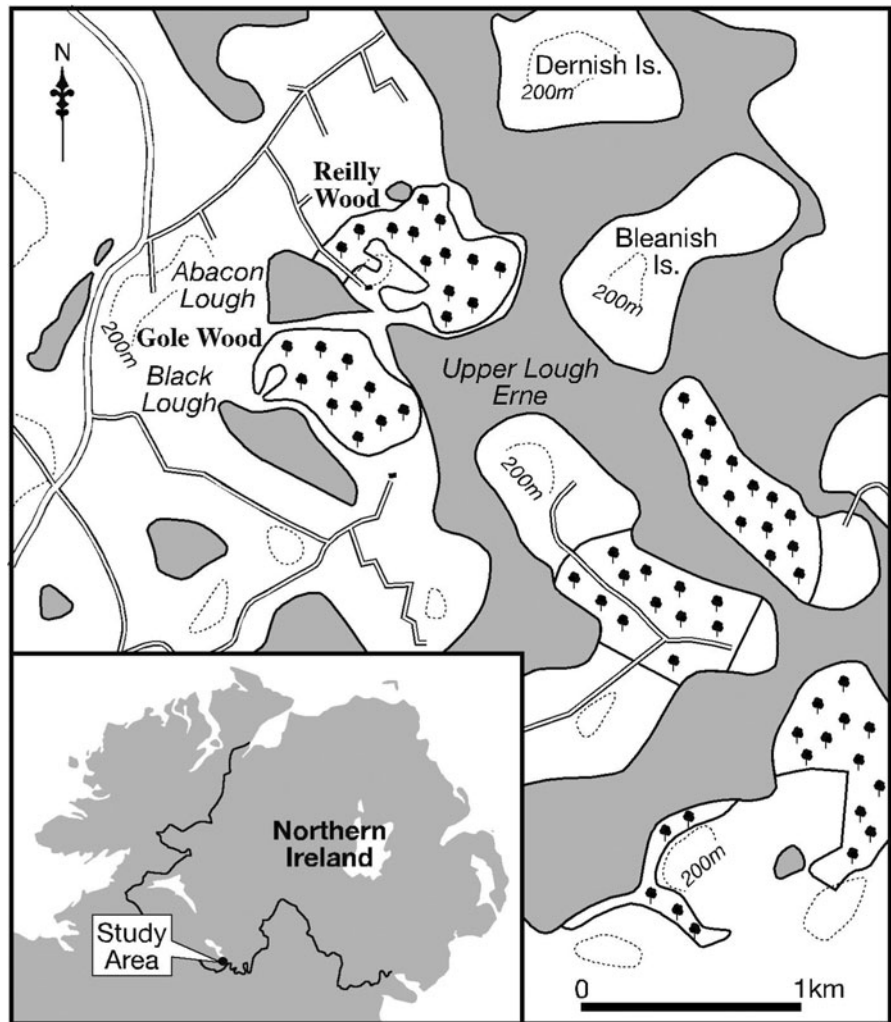 N
Dernish Is.
200m
Reilly
Wood
Bleanish
Is.
200m
Abacon
Lough
200m
Gole Wood
Black
Lough
Upper Lough
Erne
200m
200m
Northern
Ireland
Study
Area
0 1km